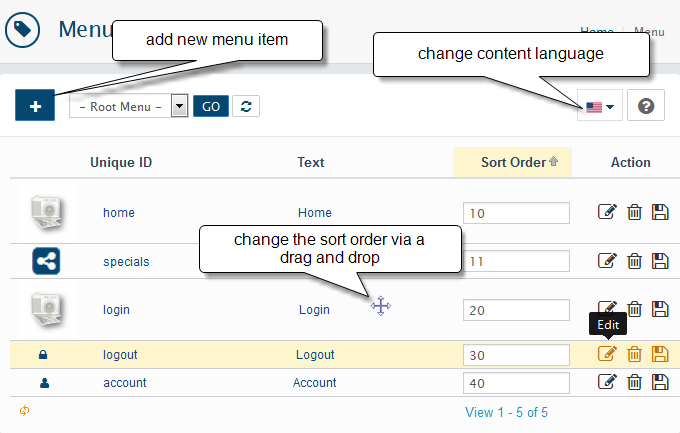 Menu
Home / Menu
add new menu item
change content language
– Root Menu –
GO
Unique ID Text Sort Order Action
home Home 10
change the sort order via a
drag and drop
specials 11
login Login 20
Edit
logout Logout 30
account Account 40
View 1 - 5 of 5